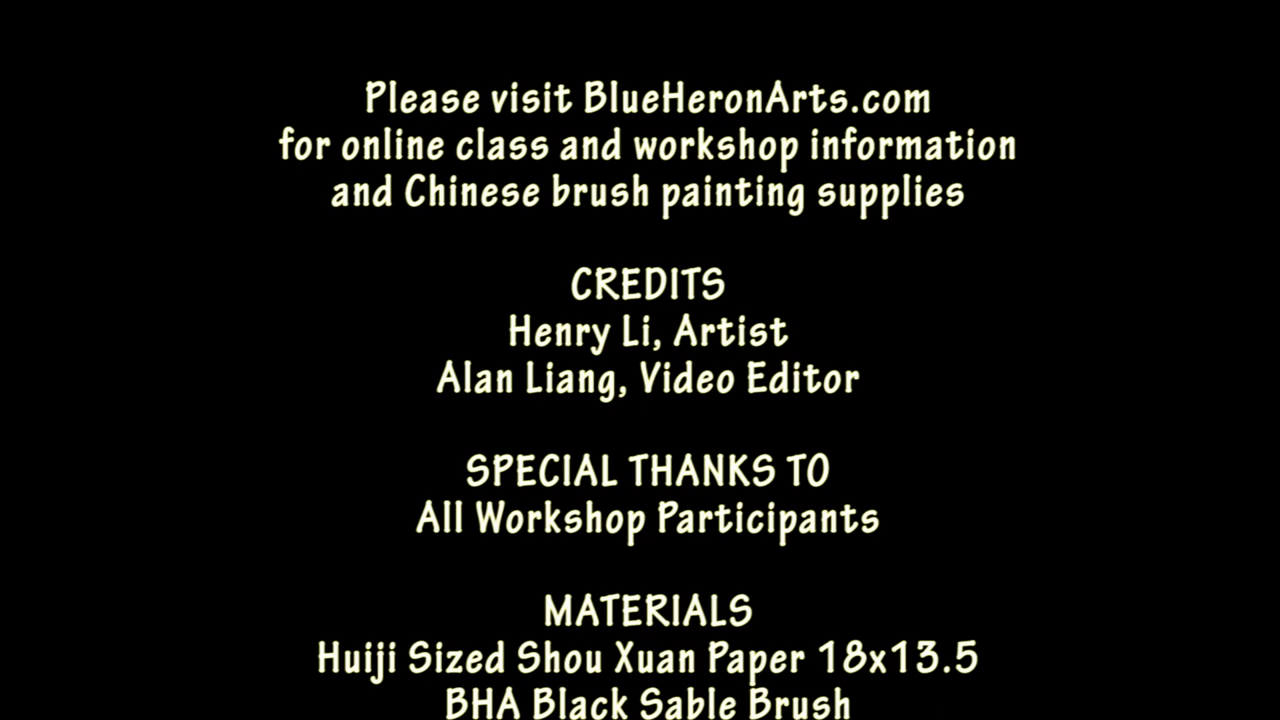 Please visit BlueHeronArts.com
for online class and workshop information
and Chinese brush painting supplies
CREDITS
Henry Li, Artist
Alan Liang, Video Editor
SPECIAL THANKS TO
All Workshop Participants
MATERIALS
Huiji Sized Shou Xuan Paper 18x13.5
BHA Black Sable Brush